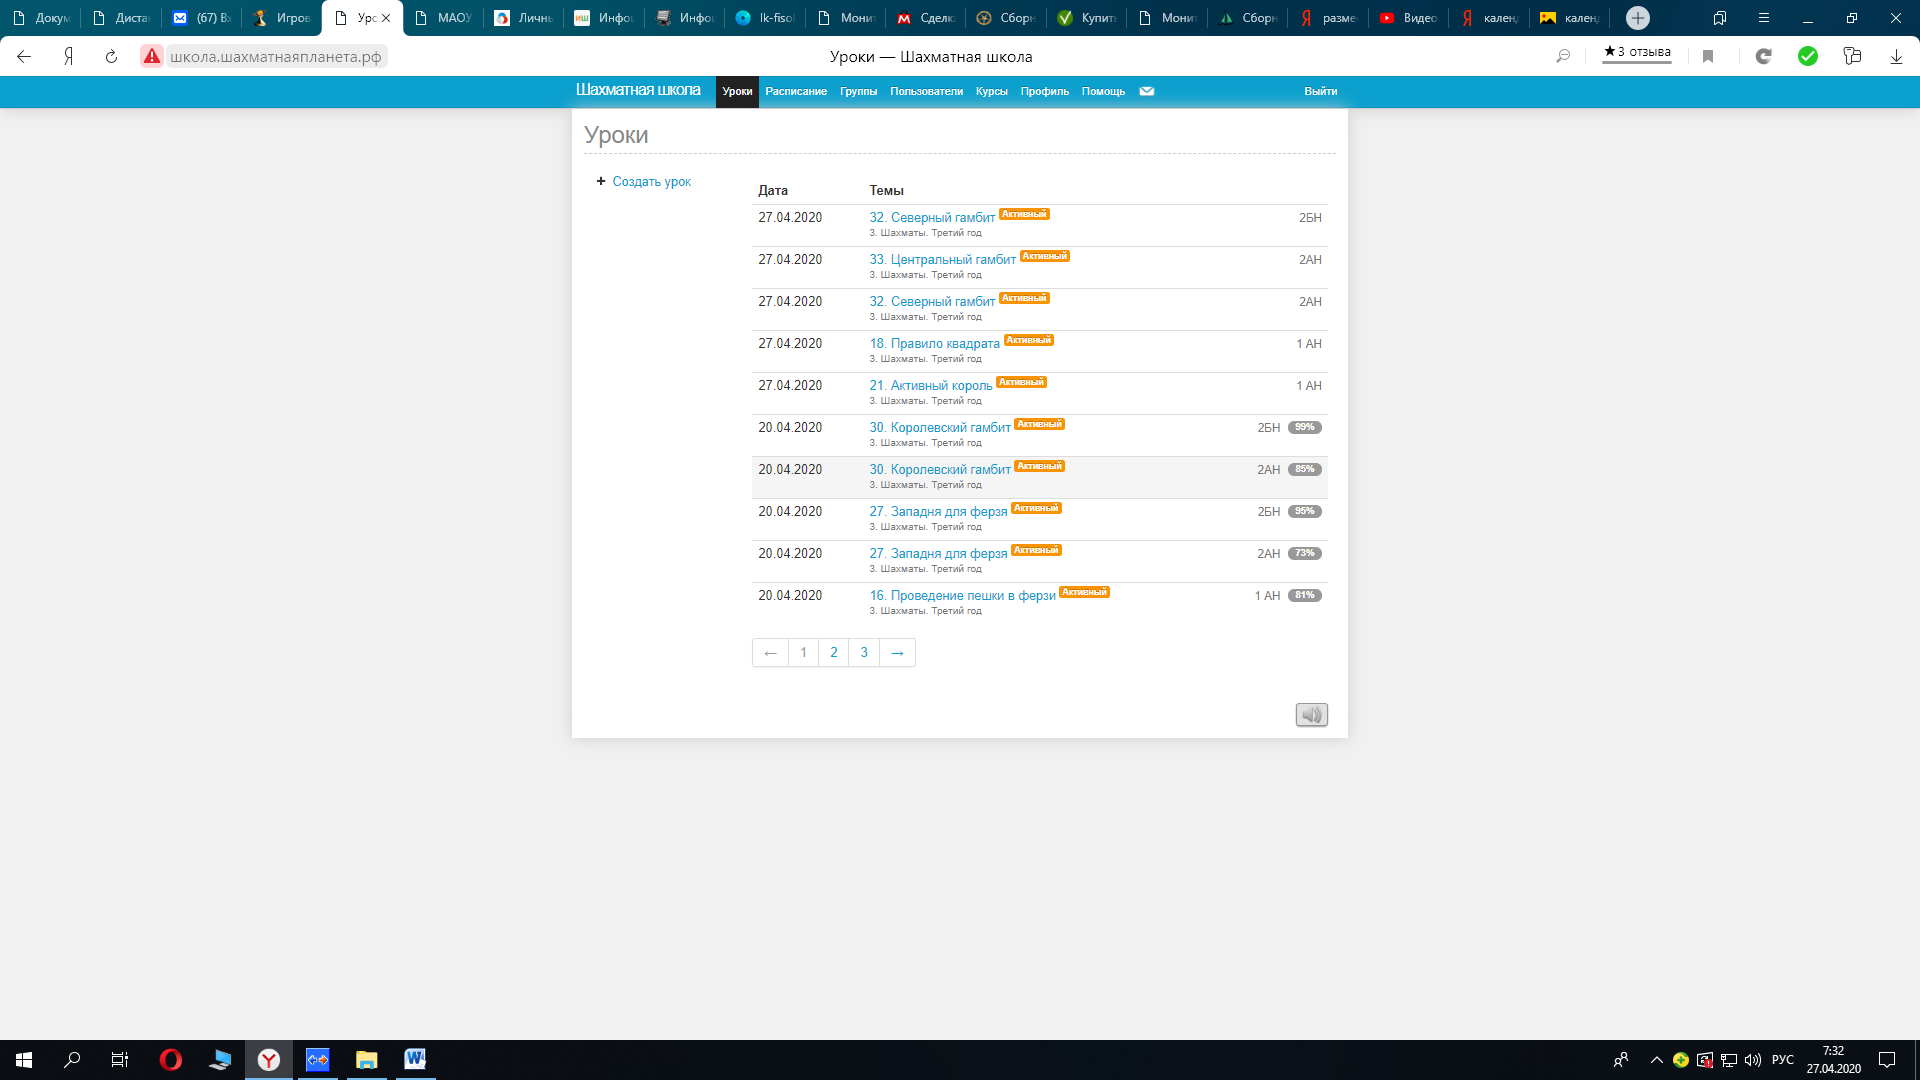 Докум
Дистан
(67) Вх
Игров
Урс
МАОУ
Личны
Инфоц
Инфоц
lk-fisol
Монит
Сделк
Сборн
Купить
Монит
Сборн
разме
Видео
календ
календ
школа.шахматнаяпланета.рф
Уроки — Шахматная школа
★3 отзыва
Шахматная школа
Уроки
Расписание
Группы
Пользователи
Курсы
Профиль
Помощь
Выйти
Уроки
+ Создать урок
Дата Темы
27.04.2020 32. Северный гамбит Активный 2БН
3. Шахматы. Третий год
27.04.2020 33. Центральный гамбит Активный 2АН
3. Шахматы. Третий год
27.04.2020 32. Северный гамбит Активный 2АН
3. Шахматы. Третий год
27.04.2020 18. Правило квадрата Активный 1 АН
3. Шахматы. Третий год
27.04.2020 21. Активный король Активный 1 АН
3. Шахматы. Третий год
20.04.2020 30. Королевский гамбит Активный 2БН 99%
3. Шахматы. Третий год
20.04.2020 30. Королевский гамбит Активный 2АН 85%
3. Шахматы. Третий год
20.04.2020 27. Западня для ферзя Активный 2БН 95%
3. Шахматы. Третий год
20.04.2020 27. Западня для ферзя Активный 2АН 73%
3. Шахматы. Третий год
20.04.2020 16. Проведение пешки в ферзи Активный 1 АН 81%
3. Шахматы. Третий год
← 1 2 3 →
РУС
7:32
27.04.2020